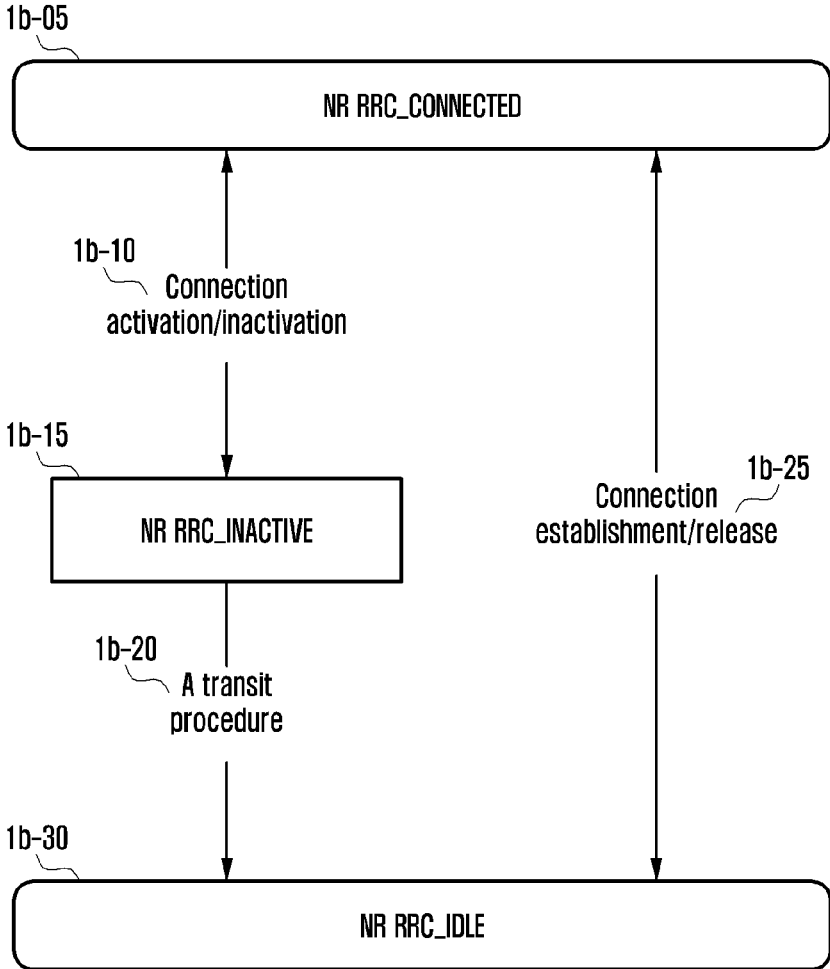 1b-05
NR RRC_CONNECTED
1b-10
Connection
activation/inactivation
1b-15
NR RRC_INACTIVE
1b-25
Connection
establishment/release
1b-20
A transit
procedure
1b-30
NR RRC_IDLE